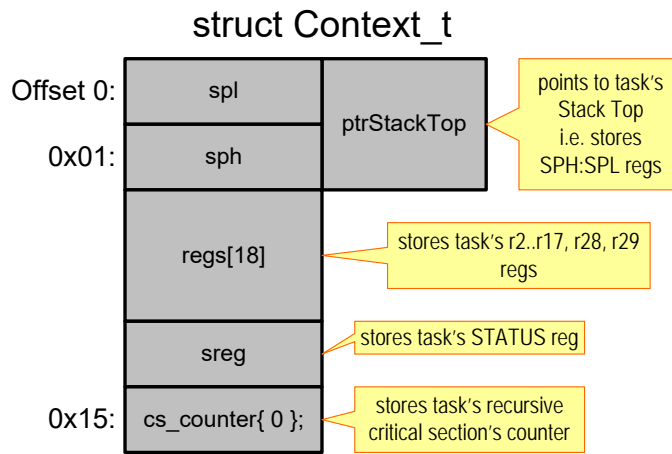 struct Context_t
Offset 0:
spl
ptrStackTop
points to task's
Stack Top
i.e. stores
SPH:SPL regs
0x01:
sph
regs[18]
stores task's r2..r17, r28, r29
regs
sreg
stores task's STATUS reg
0x15:
cs_counter{ 0 };
stores task's recursive
critical section's counter